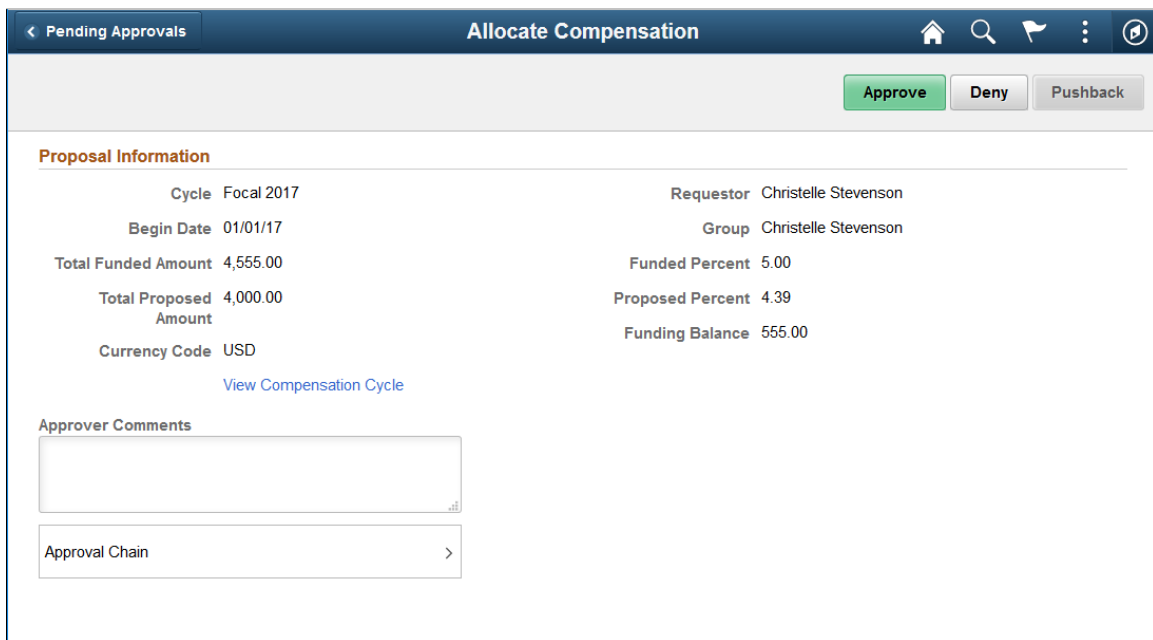 Pending Approvals
Allocate Compensation
Approve
Deny
Pushback
Proposal Information
Cycle Focal 2017
Requestor Christelle Stevenson
Begin Date 01/01/17
Group Christelle Stevenson
Total Funded Amount 4,555.00
Funded Percent 5.00
Total Proposed 4,000.00
Amount
Proposed Percent 4.39
Funding Balance 555.00
Currency Code USD
View Compensation Cycle
Approver Comments
Approval Chain